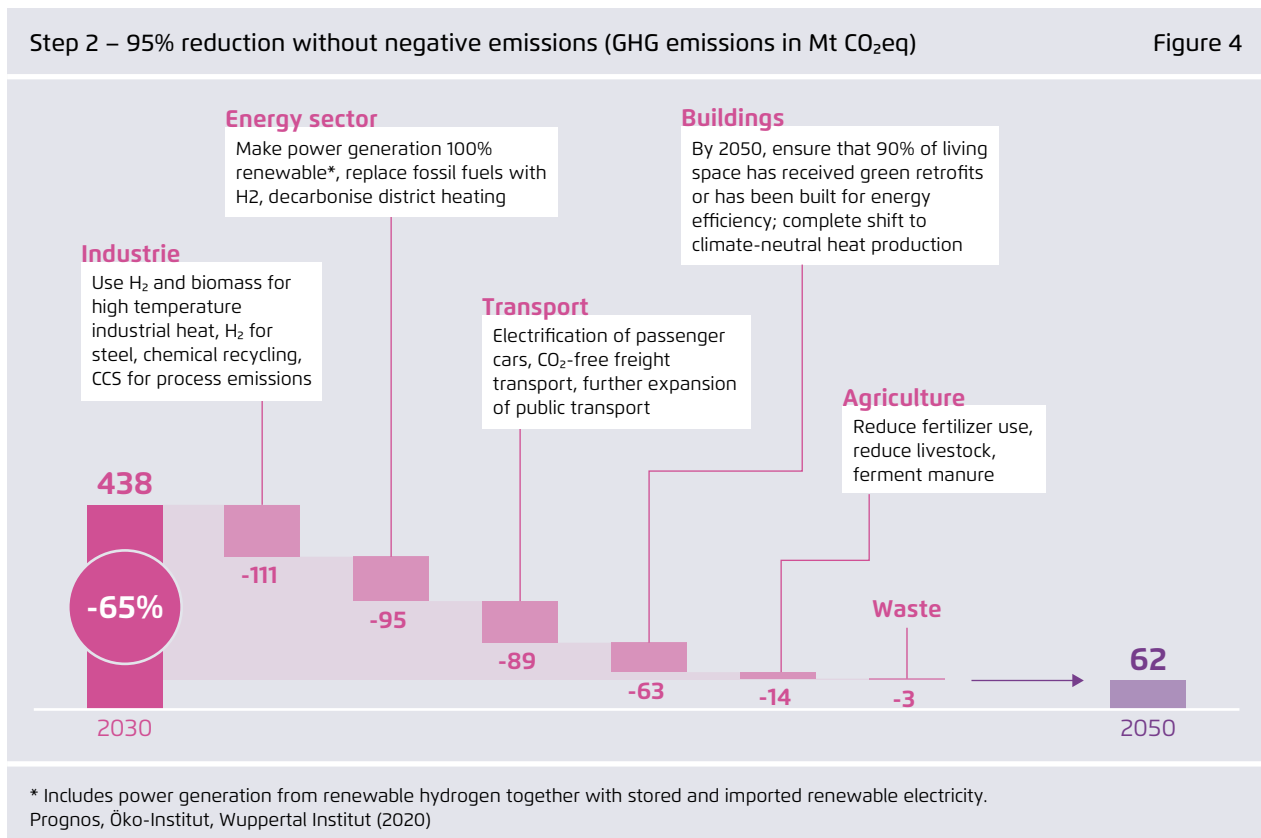 Step 2 – 95% reduction without negative emissions (GHG emissions in Mt CO₂eq)
Figure 4
Energy sector
Make power generation 100%
renewable*, replace fossil fuels with
H2, decarbonise district heating
Buildings
By 2050, ensure that 90% of living
space has received green retrofits
or has been built for energy
efficiency; complete shift to
climate-neutral heat production
Industrie
Use H₂ and biomass for
high temperature
industrial heat, H₂ for
steel, chemical recycling,
CCS for process emissions
Transport
Electrification of passenger
cars, CO₂-free freight
transport, further expansion
of public transport
Agriculture
Reduce fertilizer use,
reduce livestock,
ferment manure
438
-65%
-111
-95
-89
-63
-14
Waste
-3
62
2030
2050
* Includes power generation from renewable hydrogen together with stored and imported renewable electricity.
Prognos, Öko-Institut, Wuppertal Institut (2020)